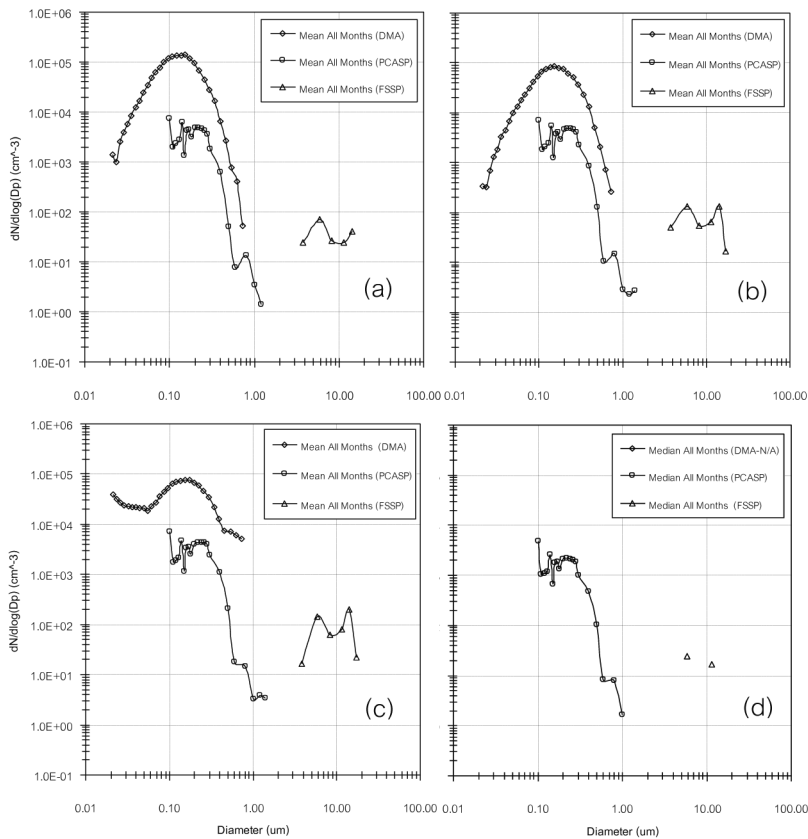 1.0E+06
1.0E+05
1.0E+04
1.0E+03
1.0E+02
1.0E+01
1.0E+00
1.0E-01
dN/dlog(Dp) (cm^-3)
Mean All Months (DMA)
Mean All Months (PCASP)
Mean All Months (FSSP)
(a)
0.01 0.10 1.00 10.00 100.00
Mean All Months (DMA)
Mean All Months (PCASP)
Mean All Months (FSSP)
(b)
0.01 0.10 1.00 10.00 100.00
1.0E+06
1.0E+05
1.0E+04
1.0E+03
1.0E+02
1.0E+01
1.0E+00
1.0E-01
dN/dlog(Dp) (cm^-3)
Mean All Months (DMA)
Mean All Months (PCASP)
Mean All Months (FSSP)
(c)
0.01 0.10 1.00 10.00 100.00
Diameter (um)
Median All Months (DMA-N/A)
Median All Months (PCASP)
Median All Months (FSSP)
(d)
0.01 0.10 1.00 10.00 100.00
Diameter (um)